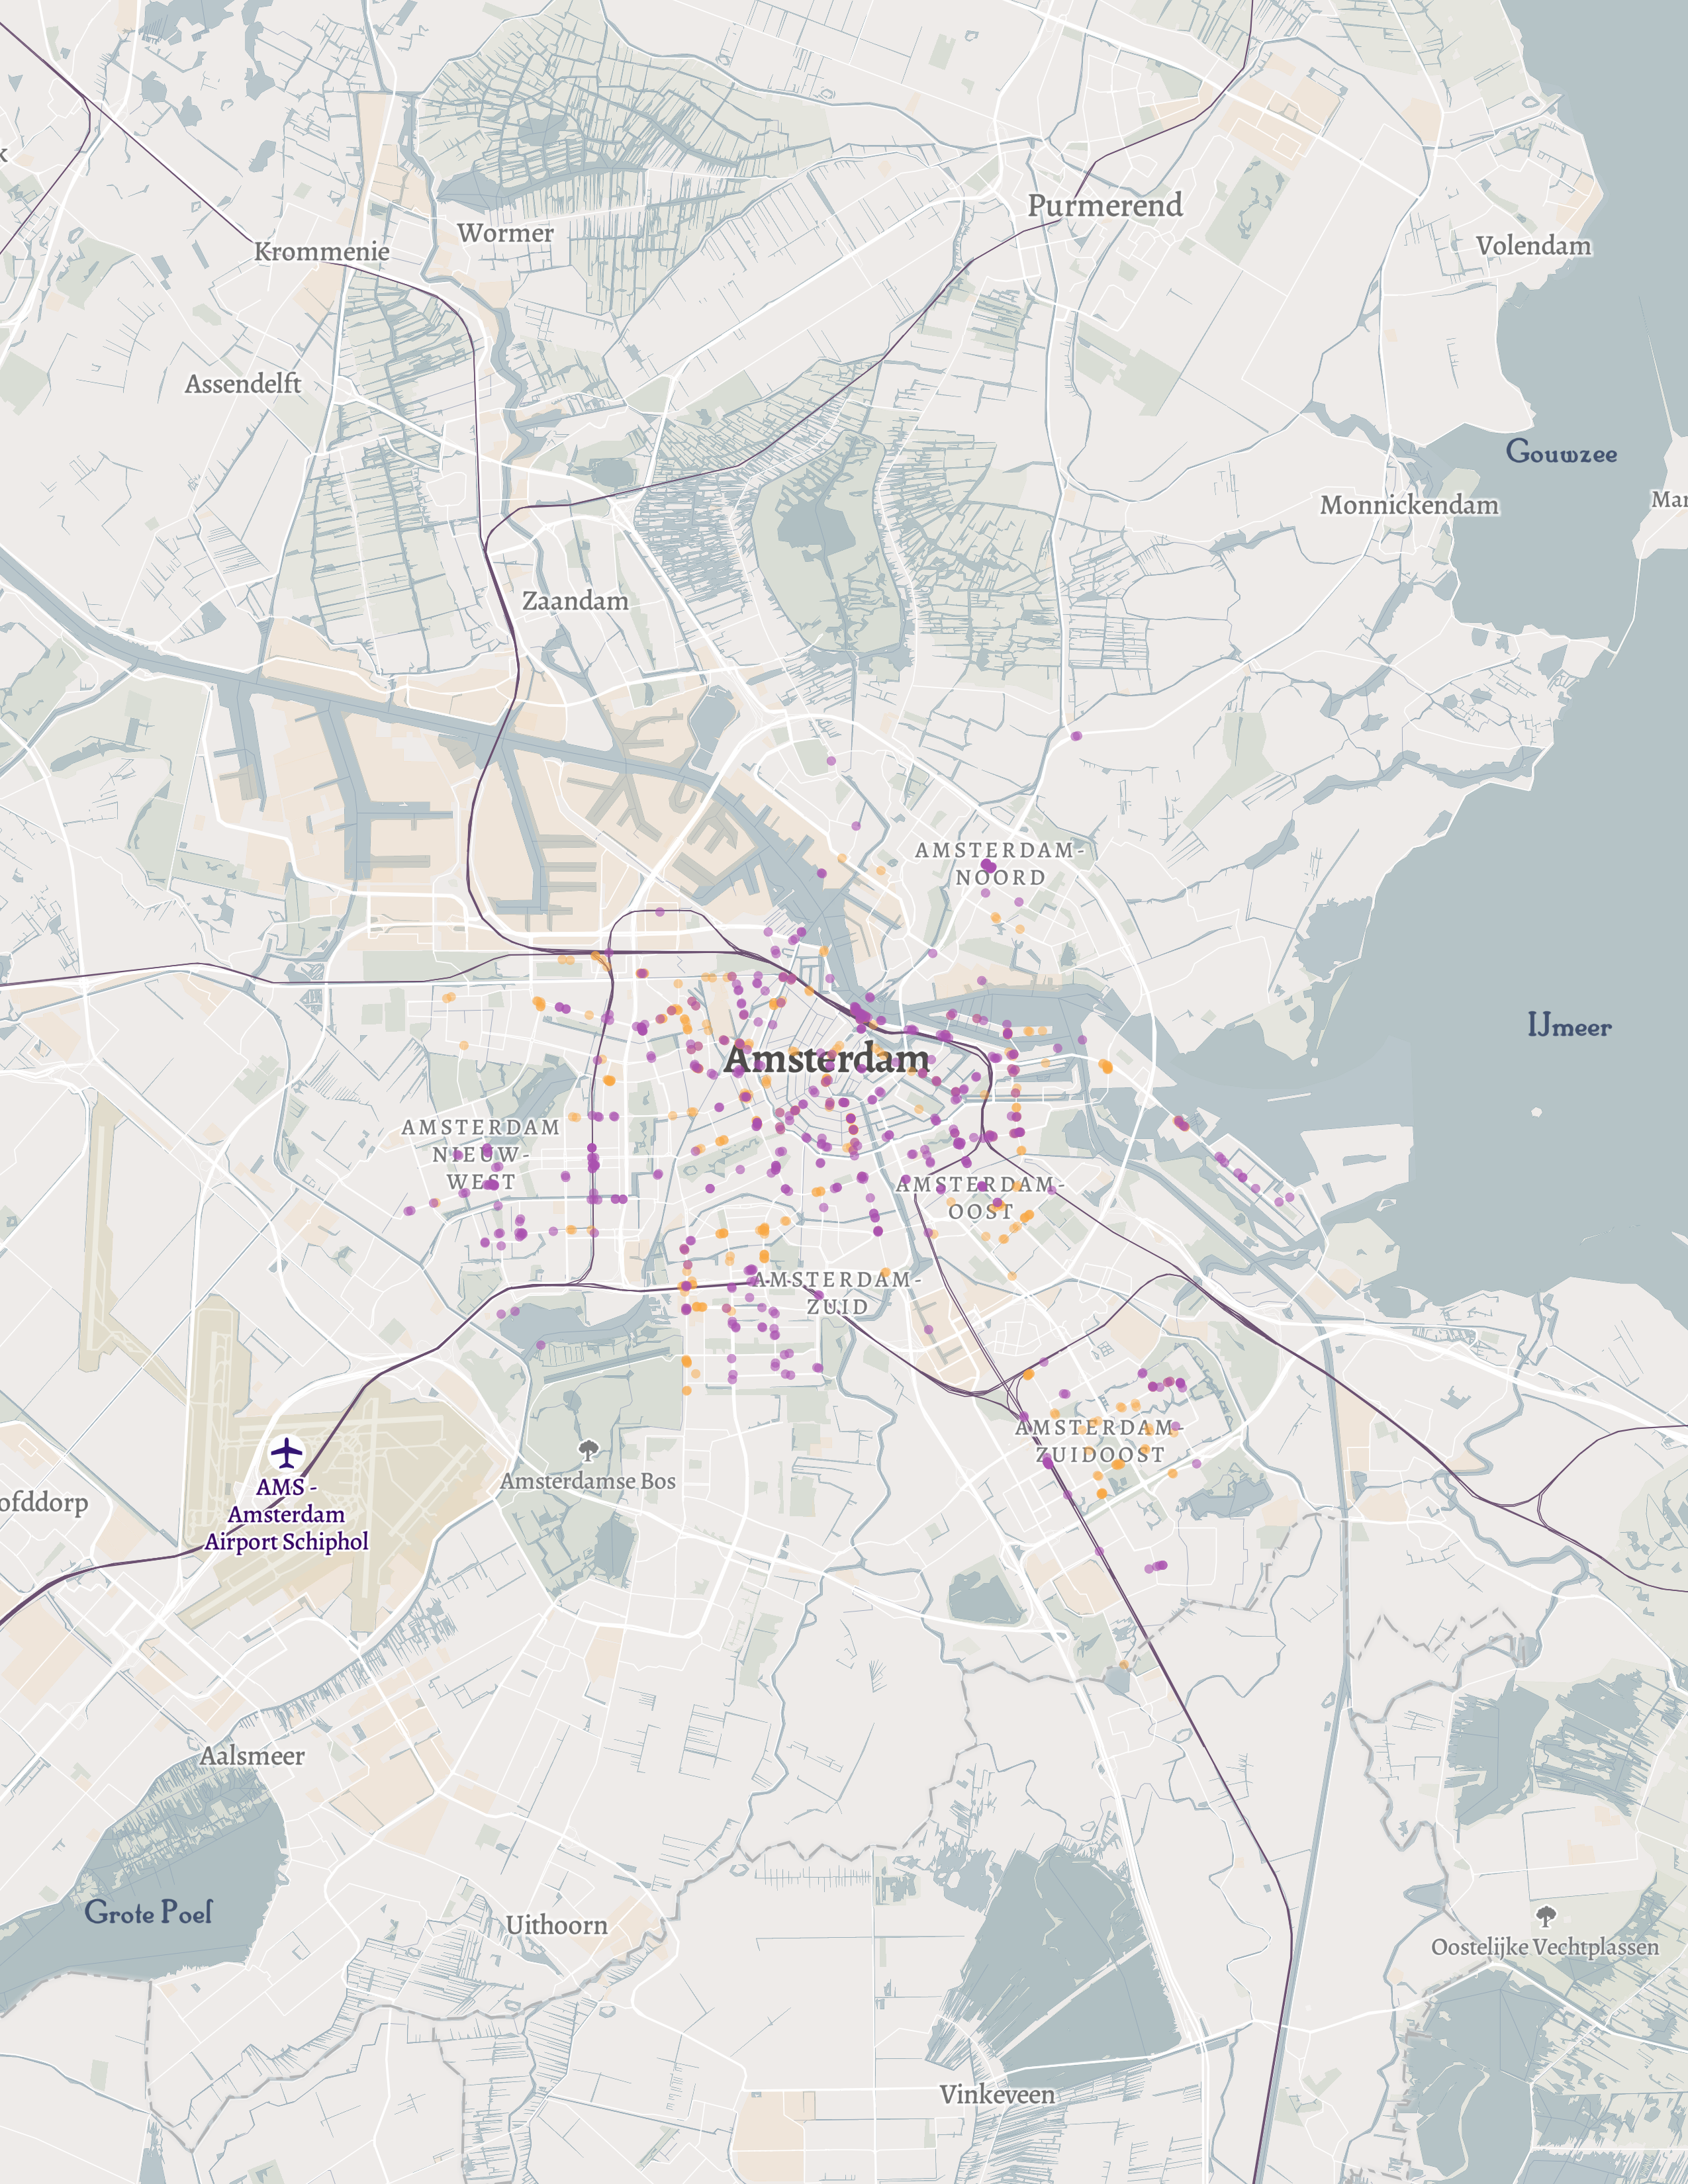 Purmerend
Wormer
Volendam
Krommenie
Assendelft
Gouwzee
Monnickendam
Zaandam
AMSTERDAM-
NOORD
IJmeer
Amsterdam
AMSTERDAM
NIEUW-
WEST
AMSTERDAM-
OOST
AMSTERDAM-
ZUID
AMSTERDAM-
ZUIDOOST
Amsterdamse Bos
AMS -
Amsterdam
Airport Schiphol
ofddorp
Aalsmeer
Grote Poel
Uithoorn
Oostelijke Vechtplassen
Vinkeveen